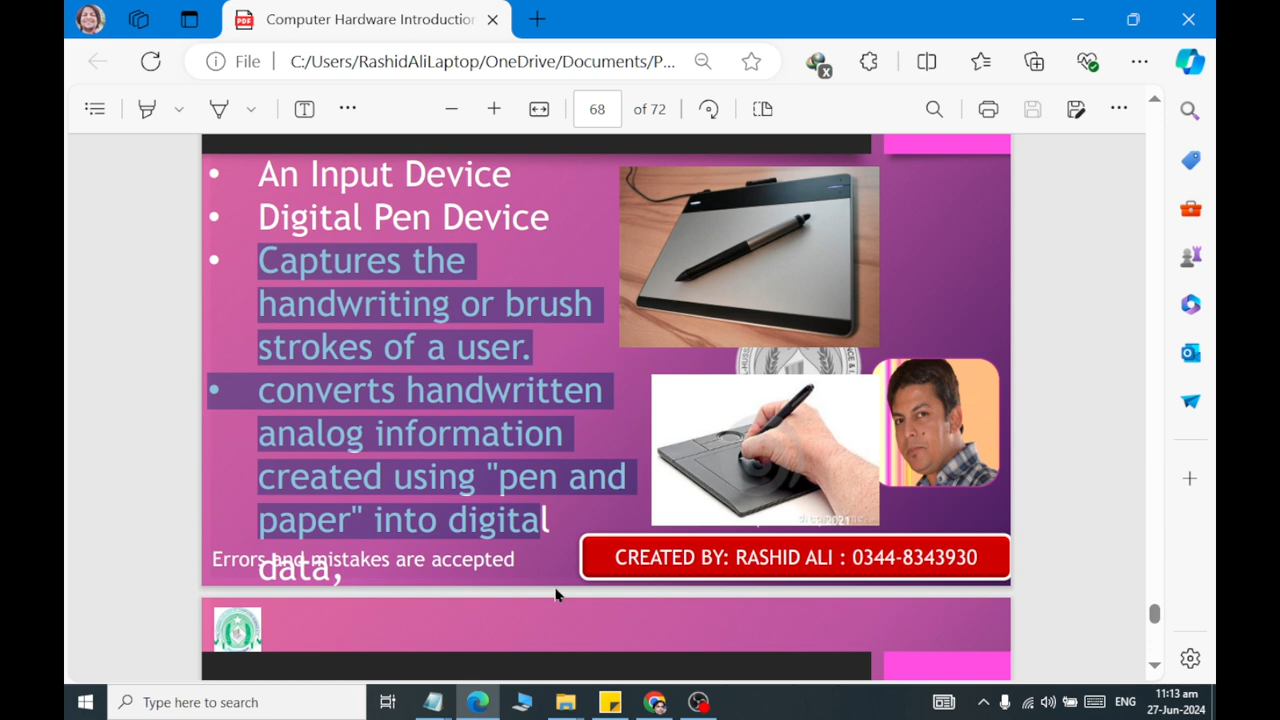 Computer Hardware Introduction
File
C:/Users/RashidAliLaptop/OneDrive/Documents/P...
68 of 72
• An Input Device
• Digital Pen Device
• Captures the
handwriting or brush
strokes of a user.
• converts handwritten
analog information
created using "pen and
paper" into digital
data,
Errors and mistakes are accepted
CREATED BY: RASHID ALI : 0344-8343930
Type here to search
ENG
11:13 am
27-Jun-2024